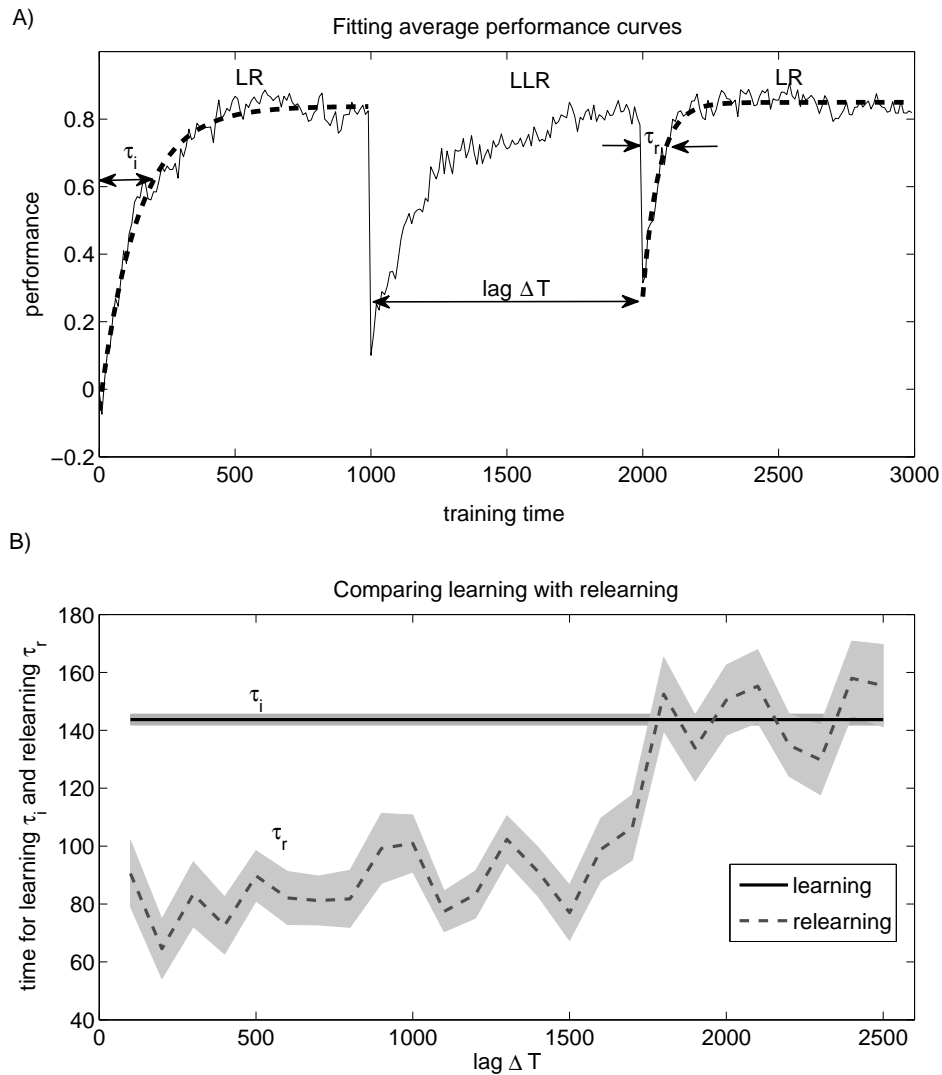 A)
Fitting average performance curves
LR
LLR
LR
0.8
0.6
0.4
0.2
0
−0.2
performance
τi
τr
lag Δ T
0
500
1000
1500
2000
2500
3000
training time
B)
Comparing learning with relearning
180
160
140
120
100
80
60
40
time for learning τi and relearning τr
τi
τr
learning
relearning
0
500
1000
1500
2000
2500
lag Δ T